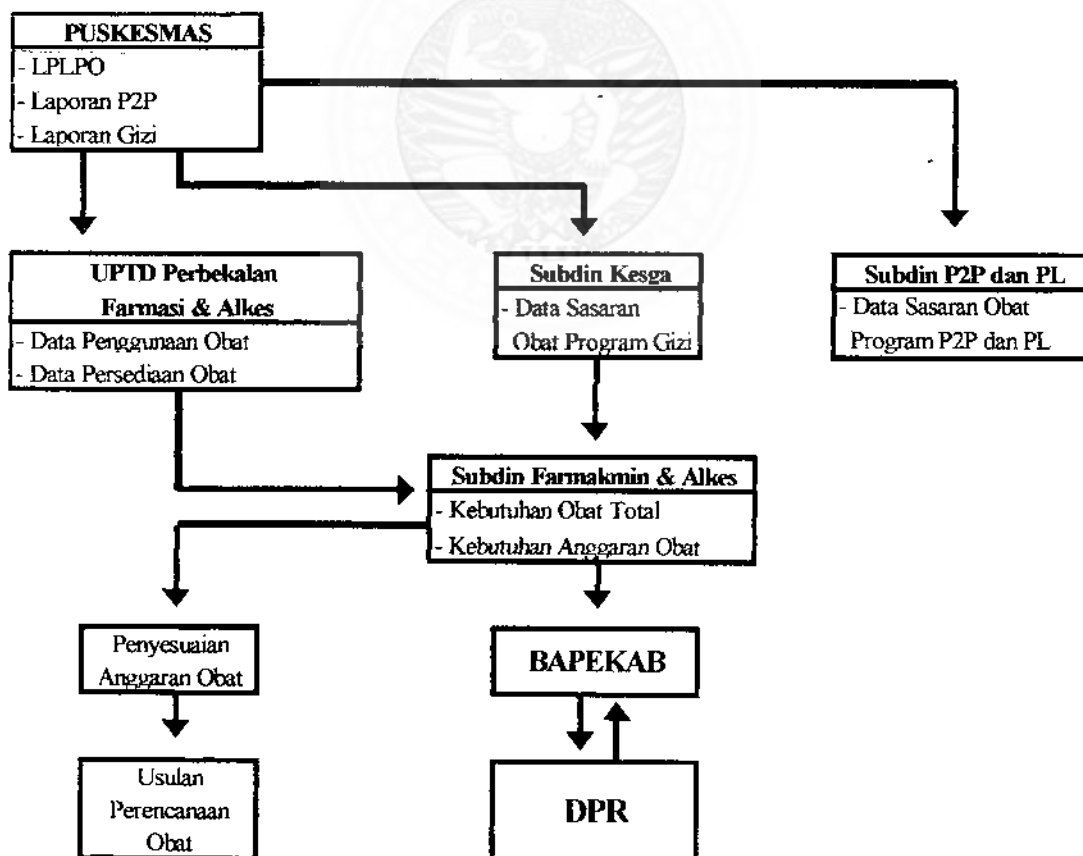 PUSKESMAS
- LPLPO
- Laporan P2P
- Laporan Gizi
UPTD Perbekalan
Farmasi & Alkes
- Data Penggunaan Obat
- Data Persediaan Obat
Subdin Kesga
- Data Sasaran
Obat Program Gizi
Subdin P2P dan PL
- Data Sasaran Obat
Program P2P dan PL
Subdin Farmakmin & Alkes
- Kebutuhan Obat Total
- Kebutuhan Anggaran Obat
Penyesuaian
Anggaran Obat
BAPEKAB
Usulan
Perencanaan
Obat
DPR